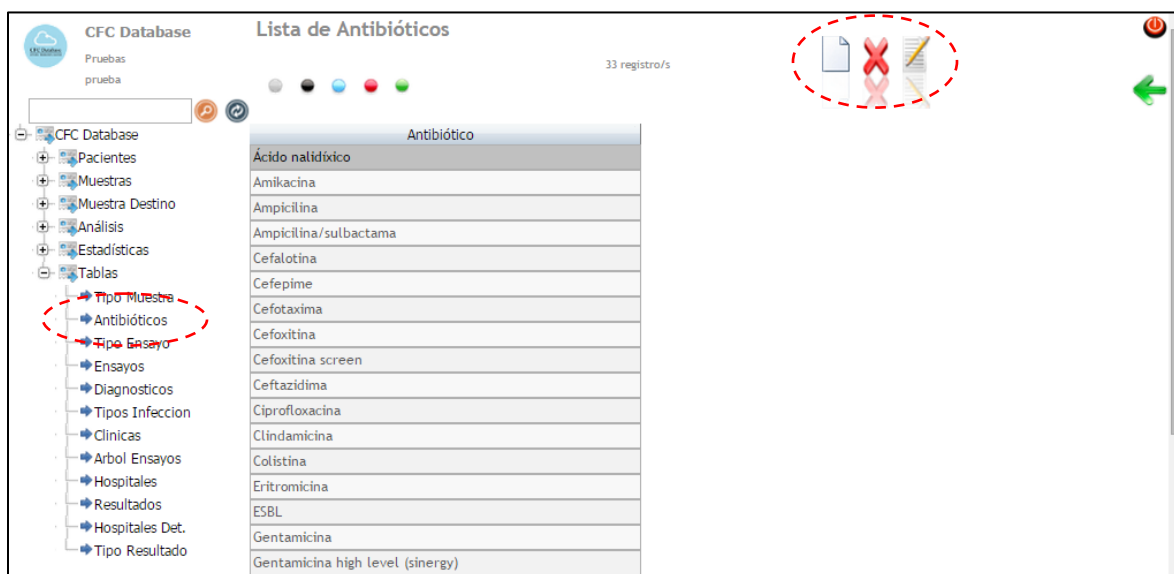 CFC Database
Pruebas
prueba
Lista de Antibióticos
33 registro/s
CFC Database
Pacientes
Muestras
Muestra Destino
Análisis
Estadísticas
Tablas
Tipo Muestra
Antibióticos
Tipo Ensayo
Ensayos
Diagnosticos
Tipos Infeccion
Clinicas
Arbol Ensayos
Hospitales
Resultados
Hospitales Det.
Tipo Resultado
Antibiótico
Ácido nalidíxico
Amikacina
Ampicilina
Ampicilina/sulbactama
Cefalotina
Cefepime
Cefotaxima
Cefoxitina
Cefoxitina screen
Ceftazidima
Ciprofloxacina
Clindamicina
Colistina
Eritromicina
ESBL
Gentamicina
Gentamicina high level (sinergy)